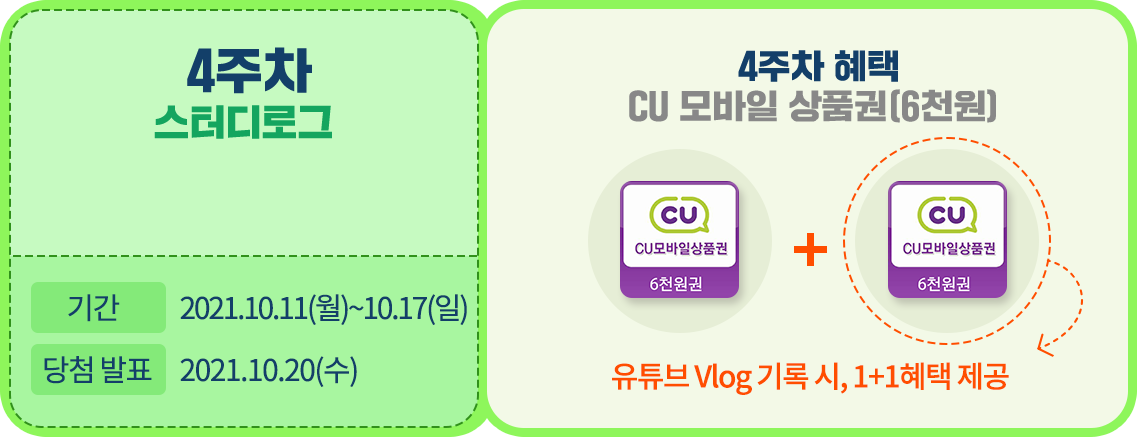 4주차
스터디로그
기간 2021.10.11(월)~10.17(일)
당첨 발표 2021.10.20(수)
4주차 혜택
CU 모바일 상품권(6천원)
CU
CU모바일상품권
6천원권
+
CU
CU모바일상품권
6천원권
유튜브 Vlog 기록 시, 1+1혜택 제공